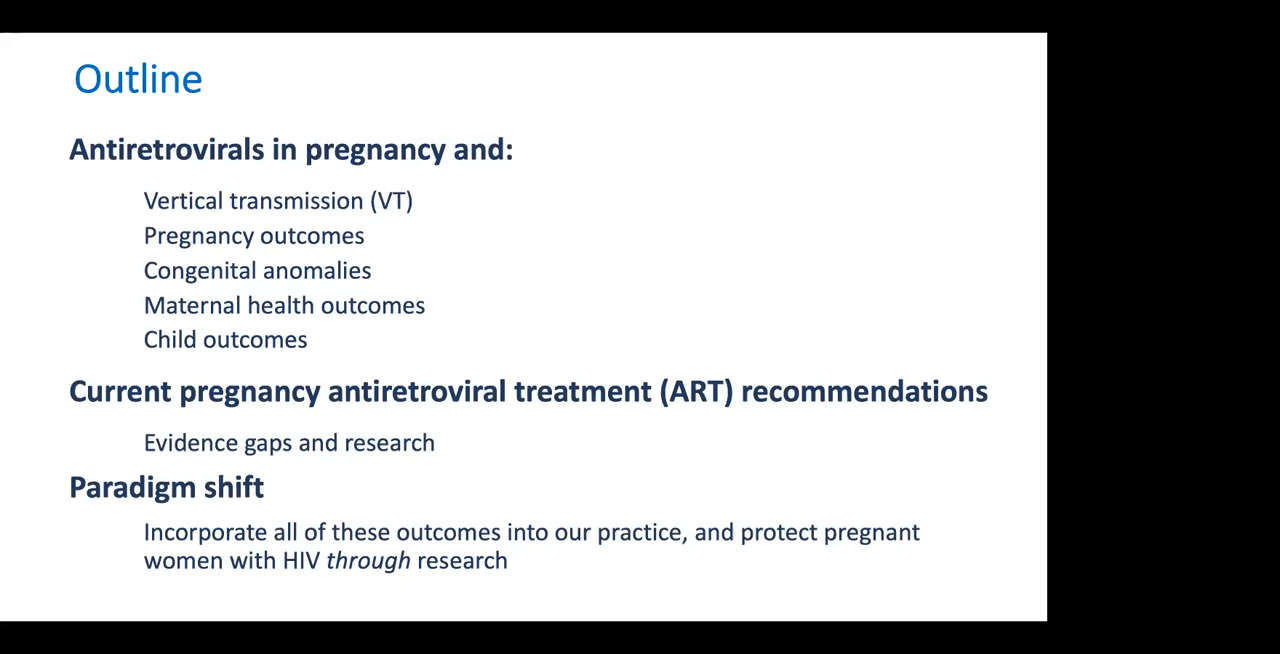 Outline
Antiretrovirals in pregnancy and:
Vertical transmission (VT)
Pregnancy outcomes
Congenital anomalies
Maternal health outcomes
Child outcomes
Current pregnancy antiretroviral treatment (ART) recommendations
Evidence gaps and research
Paradigm shift
Incorporate all of these outcomes into our practice, and protect pregnant
women with HIV through research